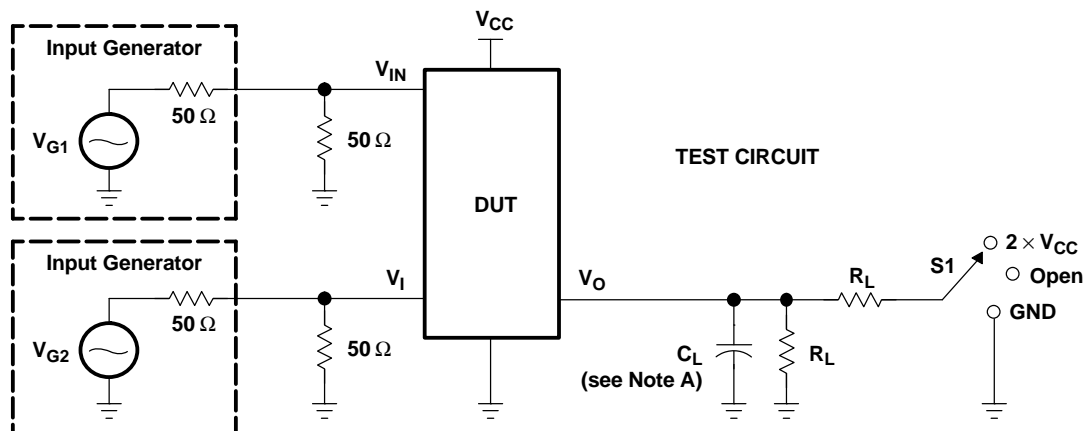 V_CC
Input Generator
V_IN
50 Ω
V_G1
50 Ω
TEST CIRCUIT
DUT
Input Generator
V_I
V_O
50 Ω
V_G2
50 Ω
R_L
S1
2 × V_CC
Open
GND
C_L
(see Note A)
R_L